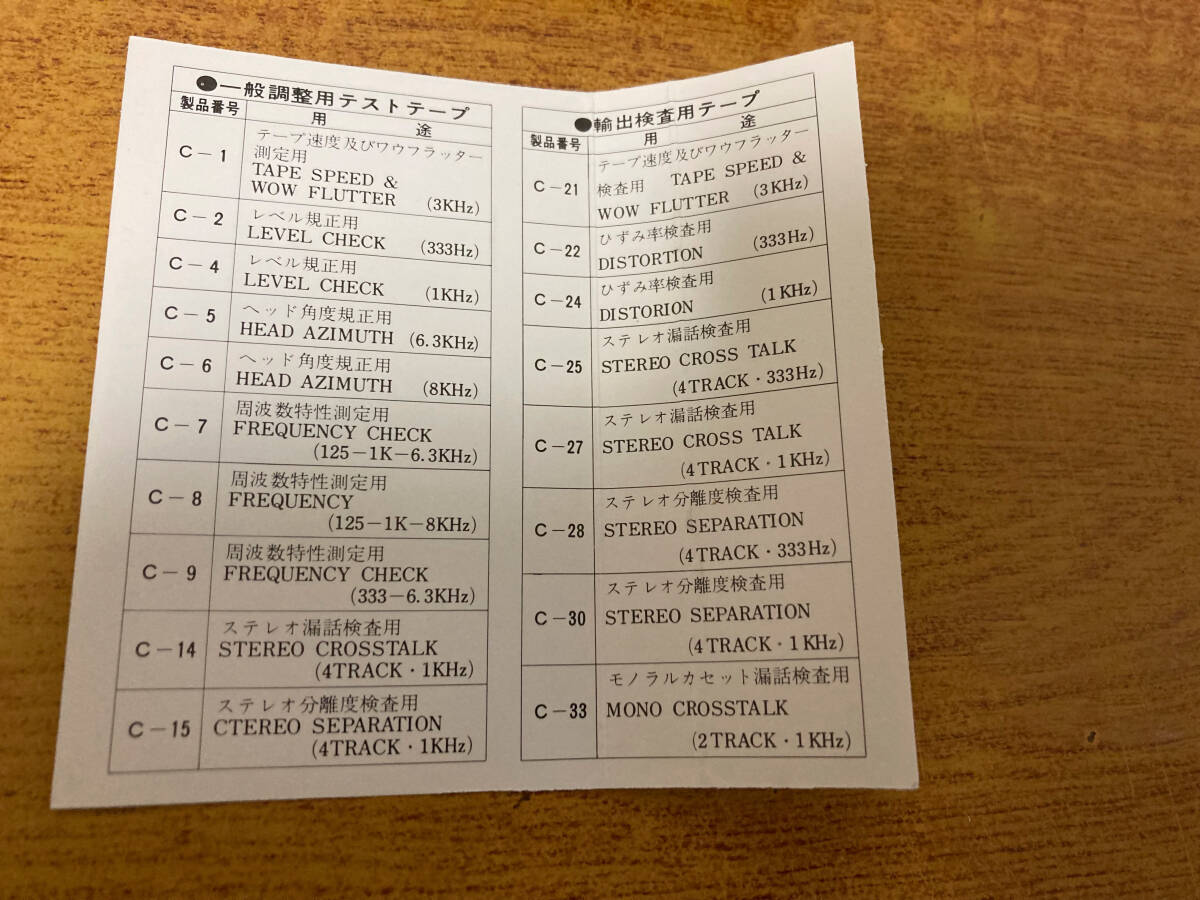 ●一般調整用テストテープ
製品番号 用 途
C－1 テープ速度及びワウフラッター
測定用
TAPE SPEED &
WOW FLUTTER (3KHz)
C－2 レベル規正用
LEVEL CHECK (333Hz)
C－4 レベル規正用
LEVEL CHECK (1KHz)
C－5 ヘッド角度規正用
HEAD AZIMUTH (6.3KHz)
C－6 ヘッド角度規正用
HEAD AZIMUTH (8KHz)
C－7 周波数特性測定用
FREQUENCY CHECK
(125－1K－6.3KHz)
C－8 周波数特性測定用
FREQUENCY
(125－1K－8KHz)
C－9 周波数特性測定用
FREQUENCY CHECK
(333－6.3KHz)
C－14 ステレオ漏話検査用
STEREO CROSSTALK
(4TRACK・1KHz)
C－15 ステレオ分離度検査用
CTEREO SEPARATION
(4TRACK・1KHz)
●輸出検査用テープ
製品番号 用 途
C－21 テープ速度及びワウフラッター
検査用 TAPE SPEED &
WOW FLUTTER (3KHz)
C－22 ひずみ率検査用
DISTORTION (333Hz)
C－24 ひずみ率検査用
DISTORION (1KHz)
C－25 ステレオ漏話検査用
STEREO CROSS TALK
(4TRACK・333Hz)
C－27 ステレオ漏話検査用
STEREO CROSS TALK
(4TRACK・1KHz)
C－28 ステレオ分離度検査用
STEREO SEPARATION
(4TRACK・333Hz)
C－30 ステレオ分離度検査用
STEREO SEPARATION
(4TRACK・1KHz)
C－33 モノラルカセット漏話検査用
MONO CROSSTALK
(2TRACK・1KHz)